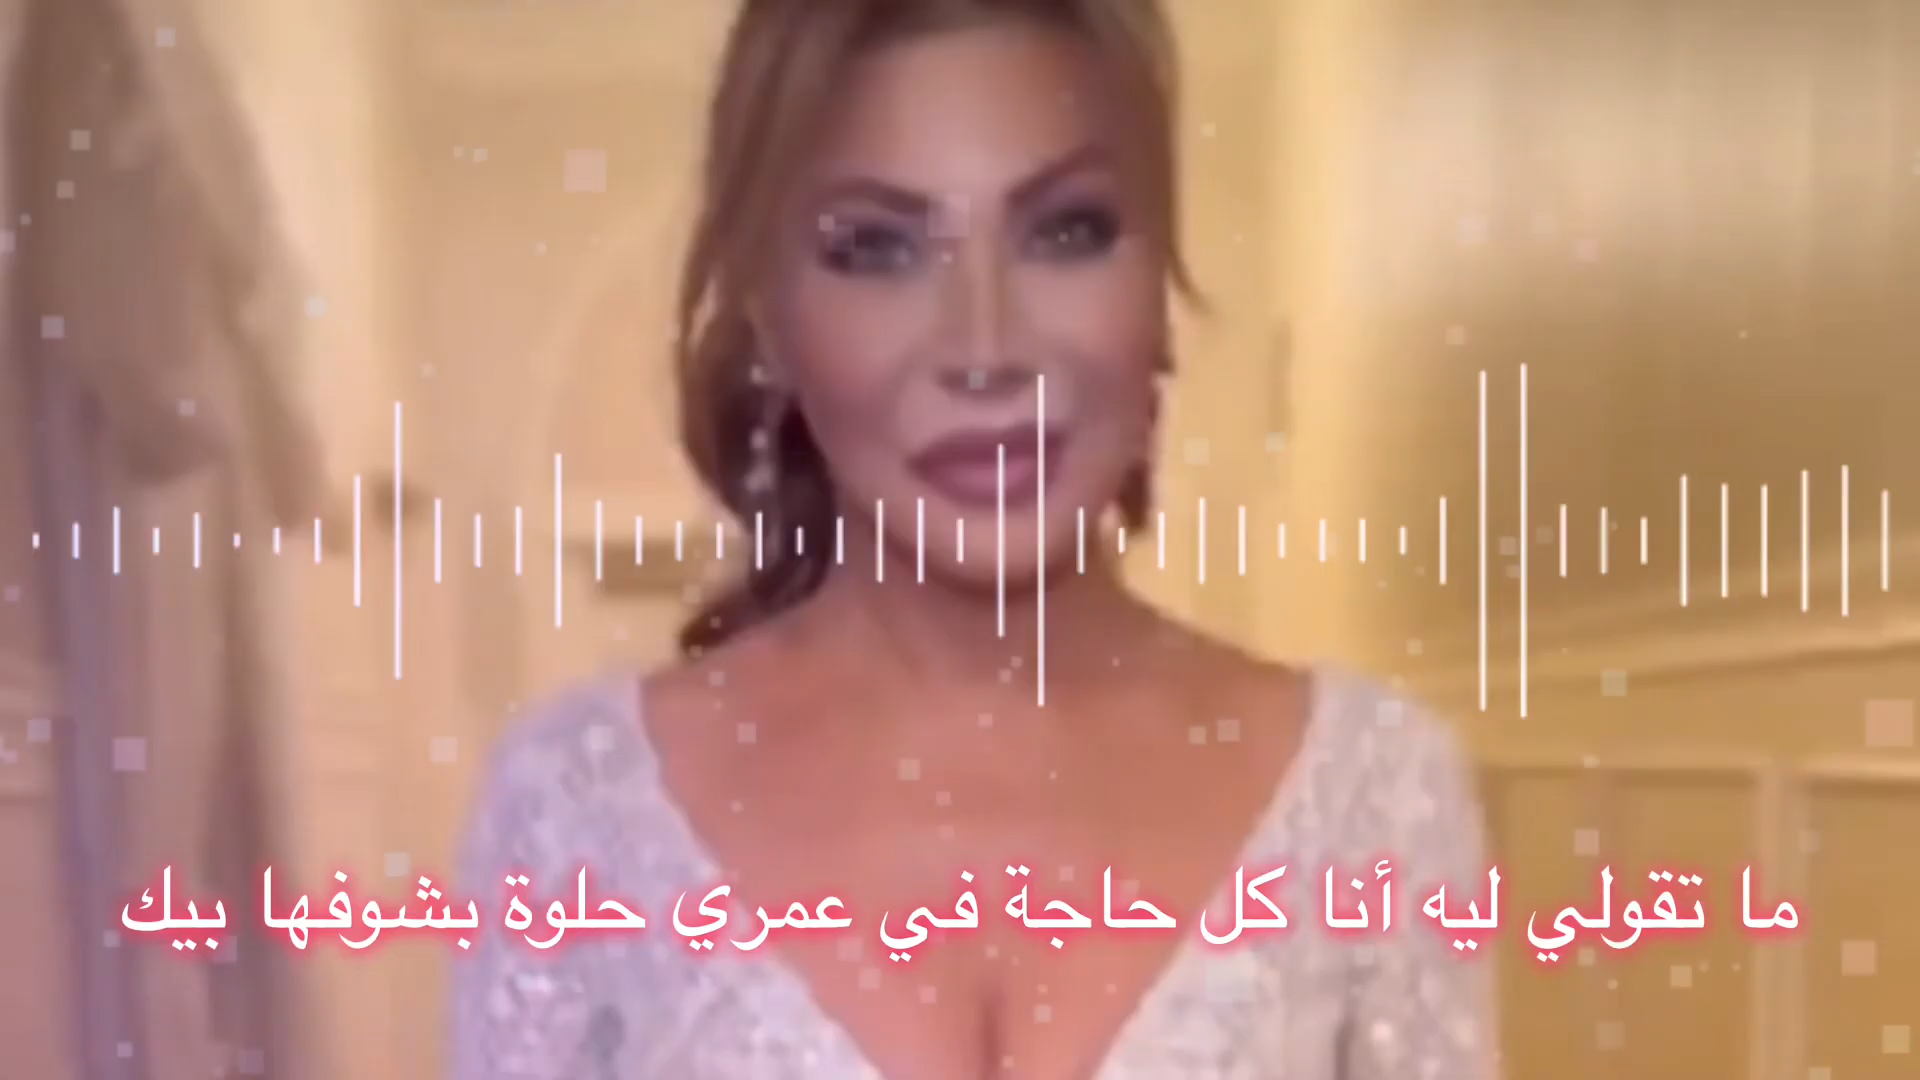 ما تقولي ليه أنا كل حاجة في عمري حلوة بشوفها بيك